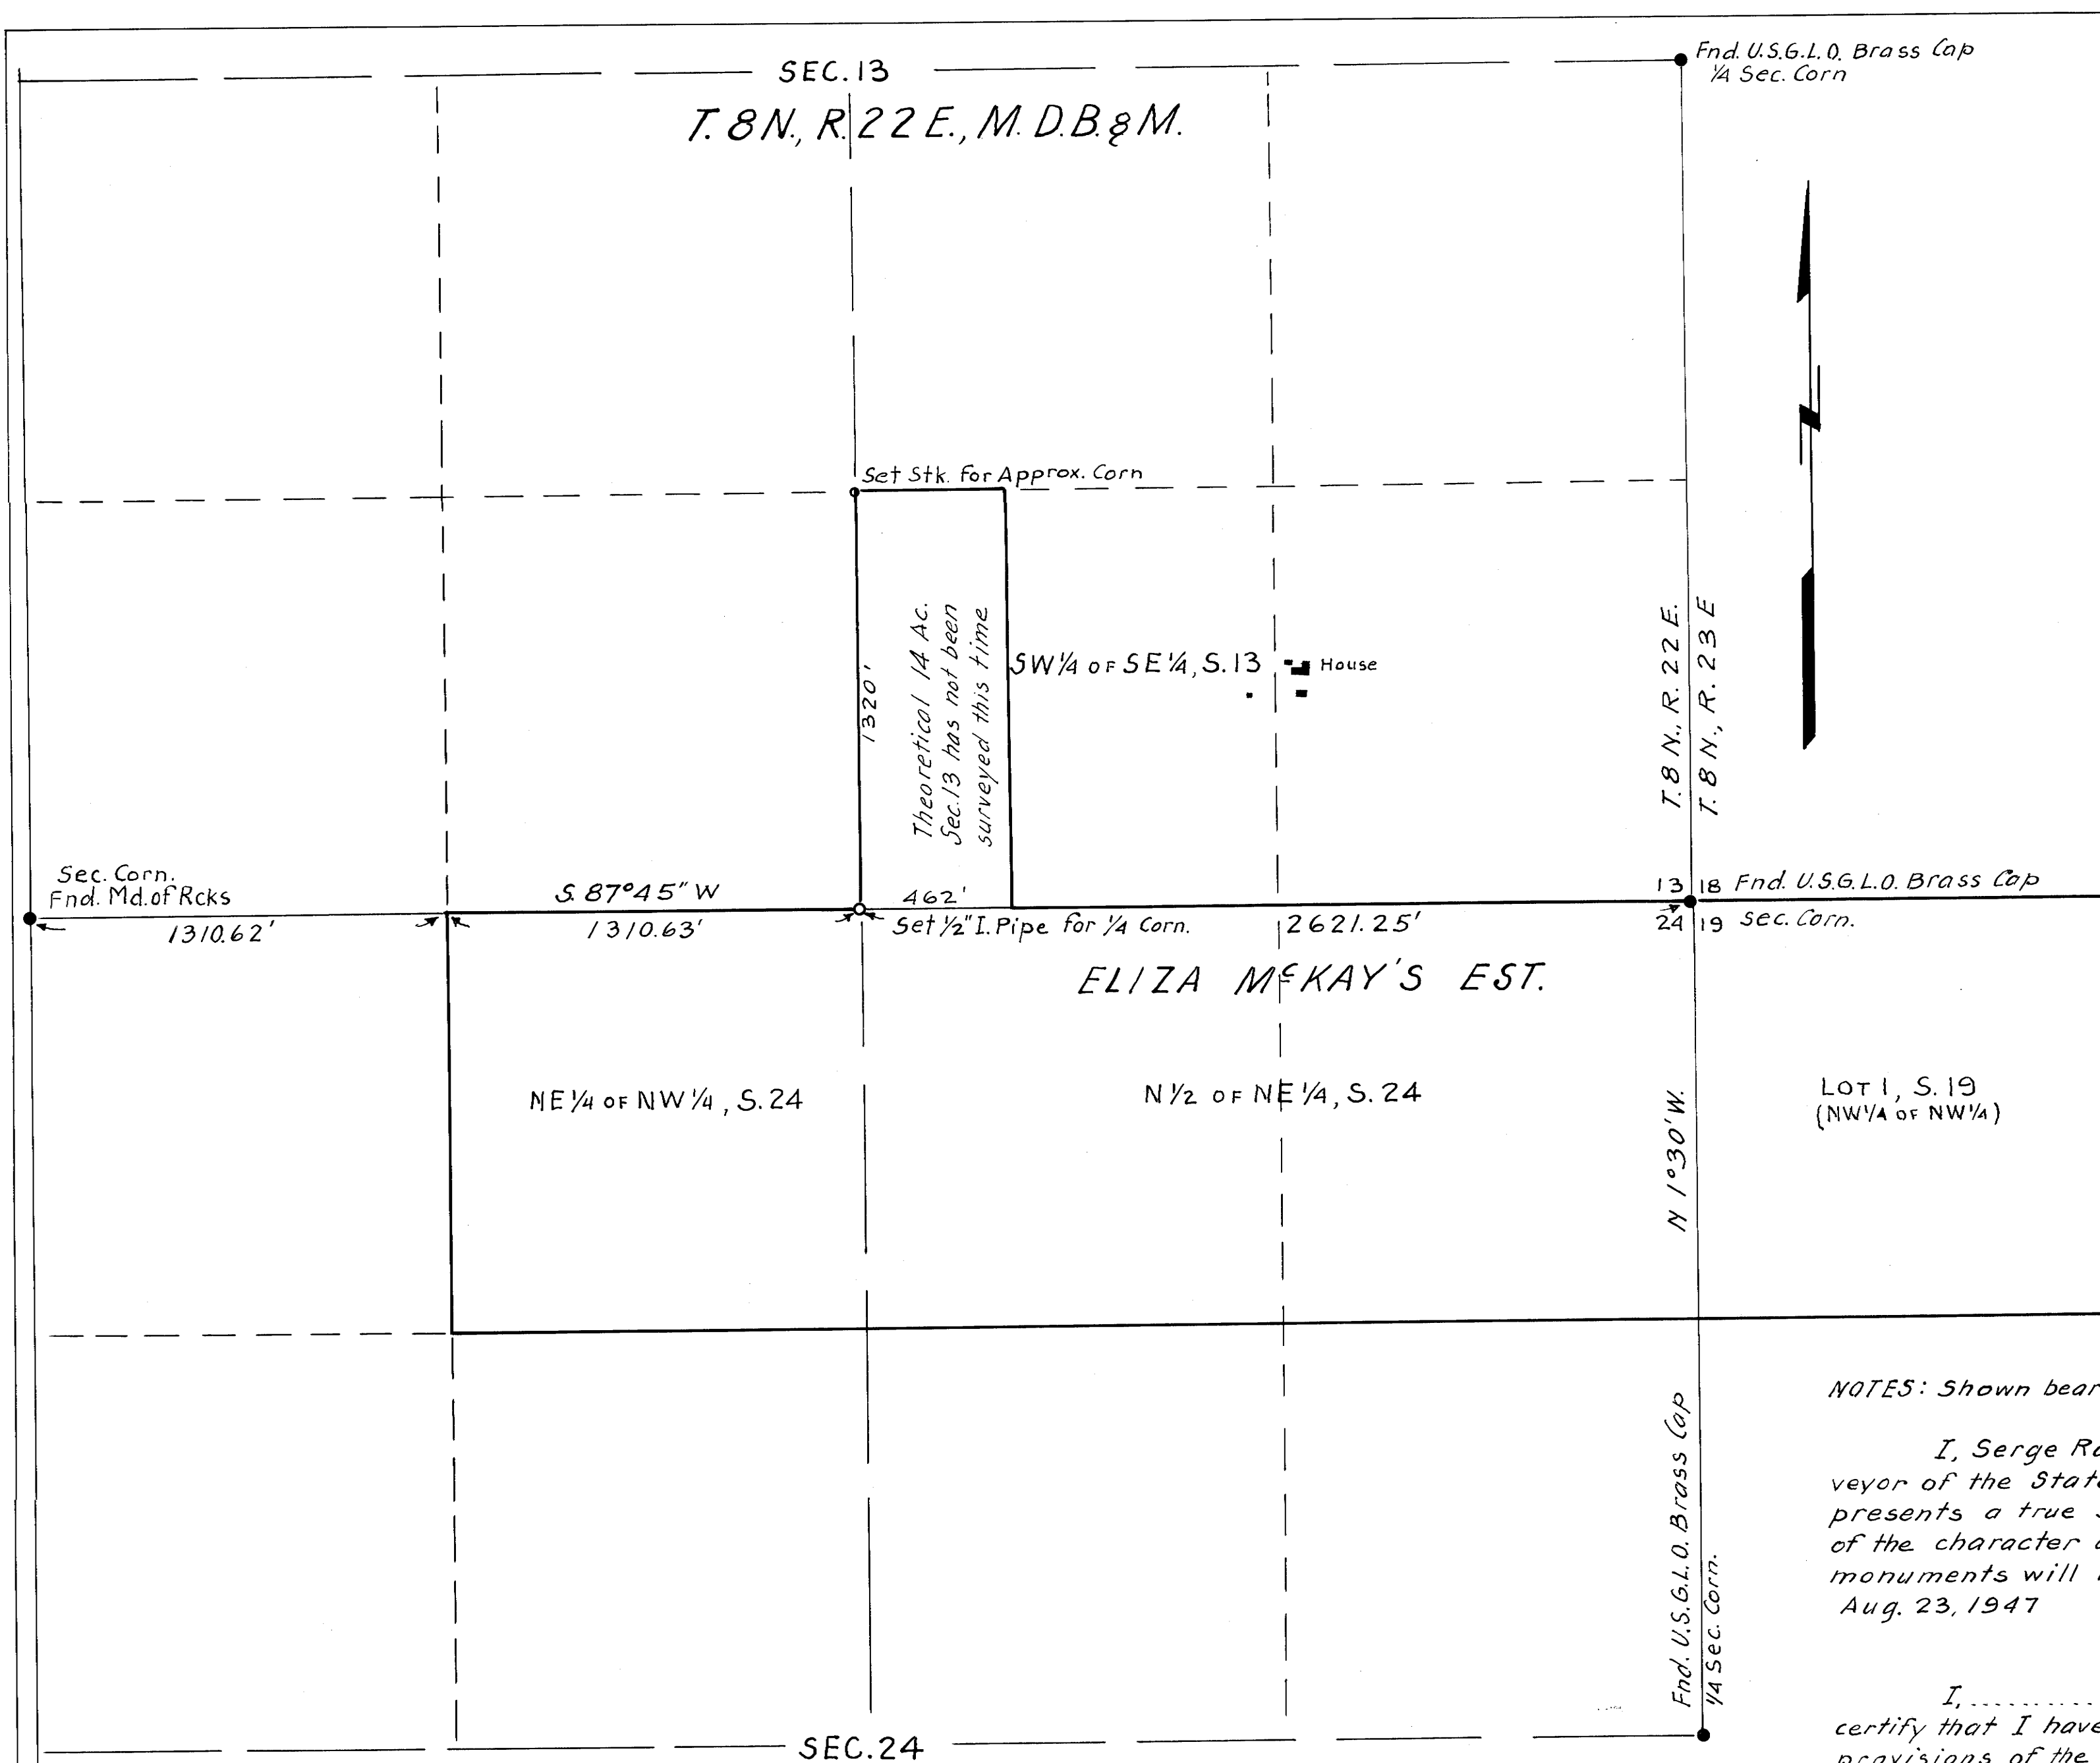 SEC. 13
T. 8 N., R. 22 E., M. D. B. & M.
Fnd. U.S.G.L.O. Brass Cap
1/4 Sec. Corn
Set Stk. for Approx. Corn
1320'
Theoretical 14 Ac.
Sec. 13 has not been
surveyed this time
SW 1/4 OF SE 1/4, S. 13
House
T. 8 N., R. 22 E.
T. 8 N., R. 23 E
Sec. Corn.
Fnd. Md. of Rcks
S. 87°45" W
462'
13 18 Fnd. U.S.G.L.O. Brass Cap
1310.62'
1310.63'
Set 1/2" I. Pipe for 1/4 Corn.
2621.25'
24 19 Sec. Corn.
ELIZA McKAY'S EST.
NE 1/4 OF NW 1/4, S. 24
N 1/2 OF NE 1/4, S. 24
N 1°30' W.
LOT 1, S. 19
(NW 1/4 OF NW 1/4)
Fnd. U.S.G.L.O. Brass Cap
1/4 Sec. Corn.
NOTES: Shown bear
I, Serge Ra
veyor of the State
presents a true
of the character
monuments will
Aug. 23, 1947
I, ..........
certify that I have
provisions of the
SEC. 24